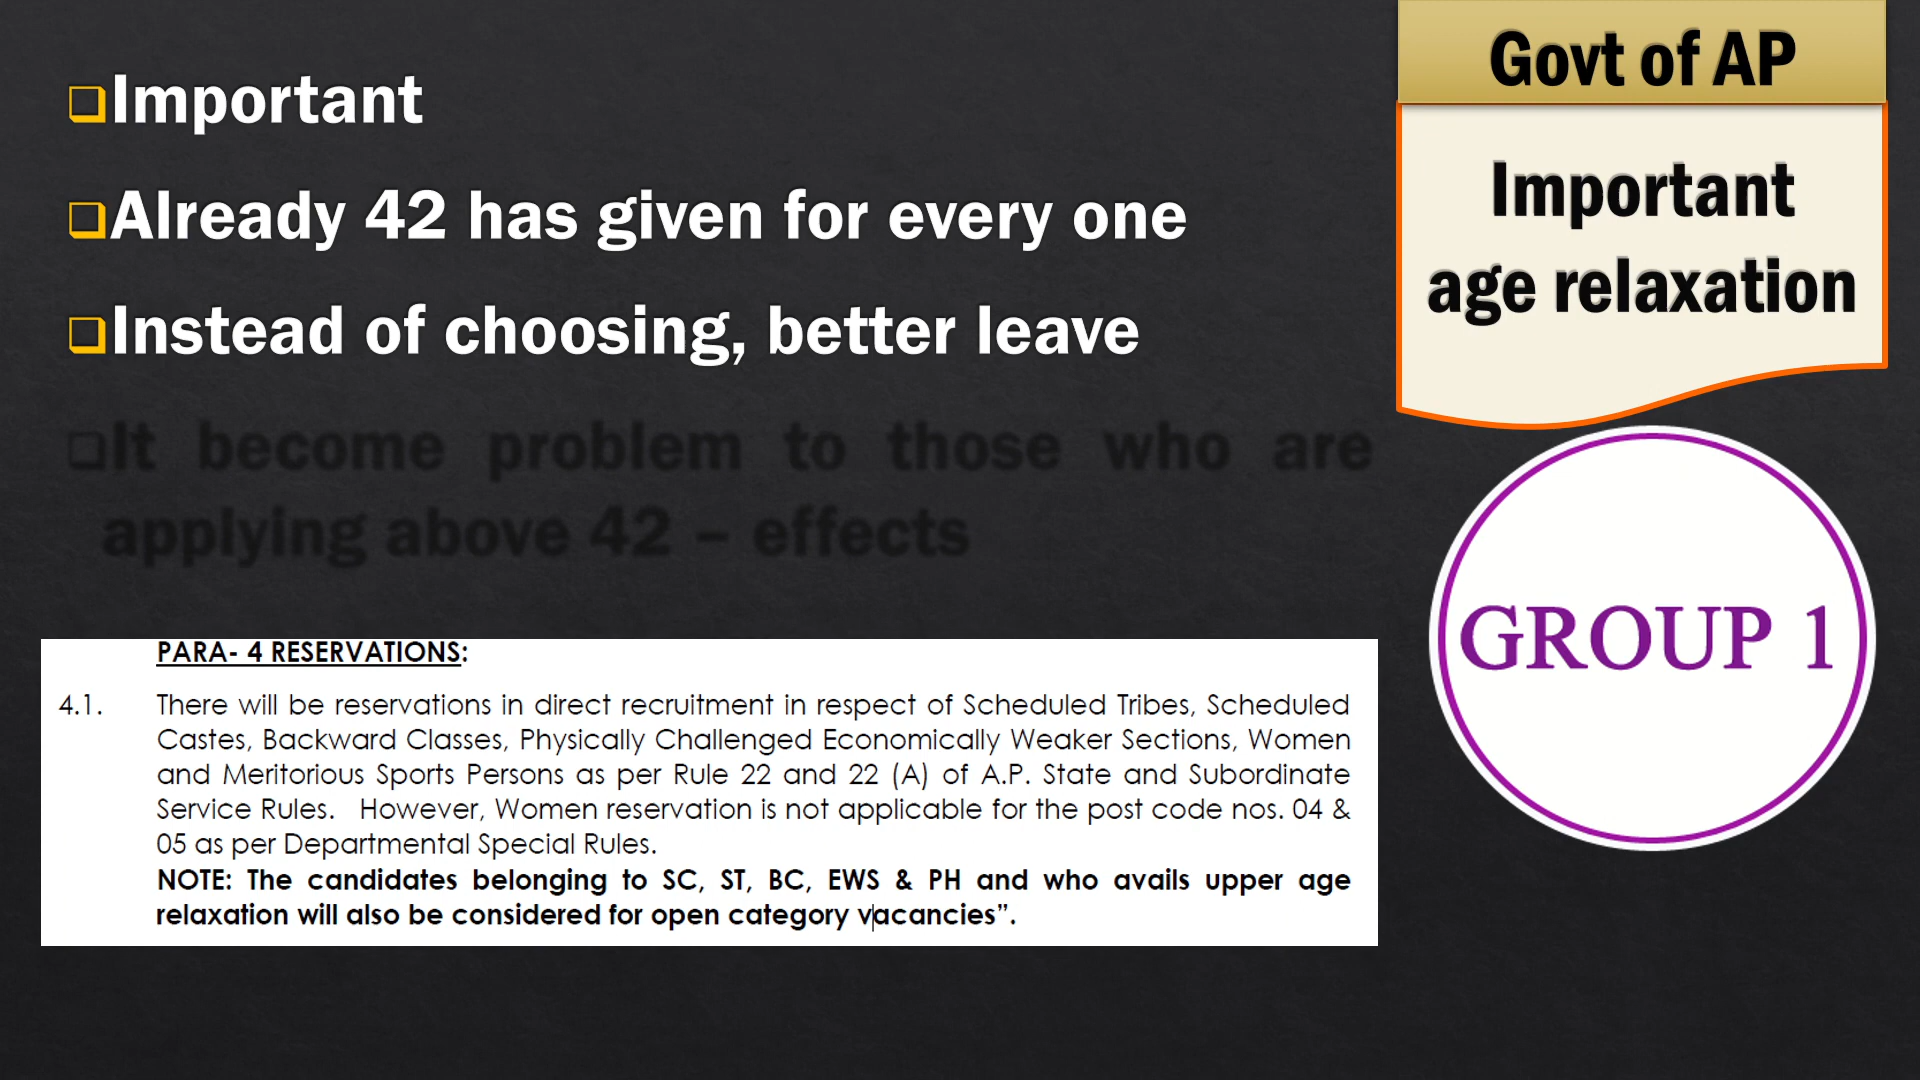 Important
Already 42 has given for every one
Instead of choosing, better leave
It become problem to those who are
applying above 42 – effects
Govt of AP
Important
age relaxation
GROUP 1
PARA- 4 RESERVATIONS:
4.1. There will be reservations in direct recruitment in respect of Scheduled Tribes, Scheduled
Castes, Backward Classes, Physically Challenged Economically Weaker Sections, Women
and Meritorious Sports Persons as per Rule 22 and 22 (A) of A.P. State and Subordinate
Service Rules. However, Women reservation is not applicable for the post code nos. 04 &
05 as per Departmental Special Rules.
NOTE: The candidates belonging to SC, ST, BC, EWS & PH and who avails upper age
relaxation will also be considered for open category vacancies”.